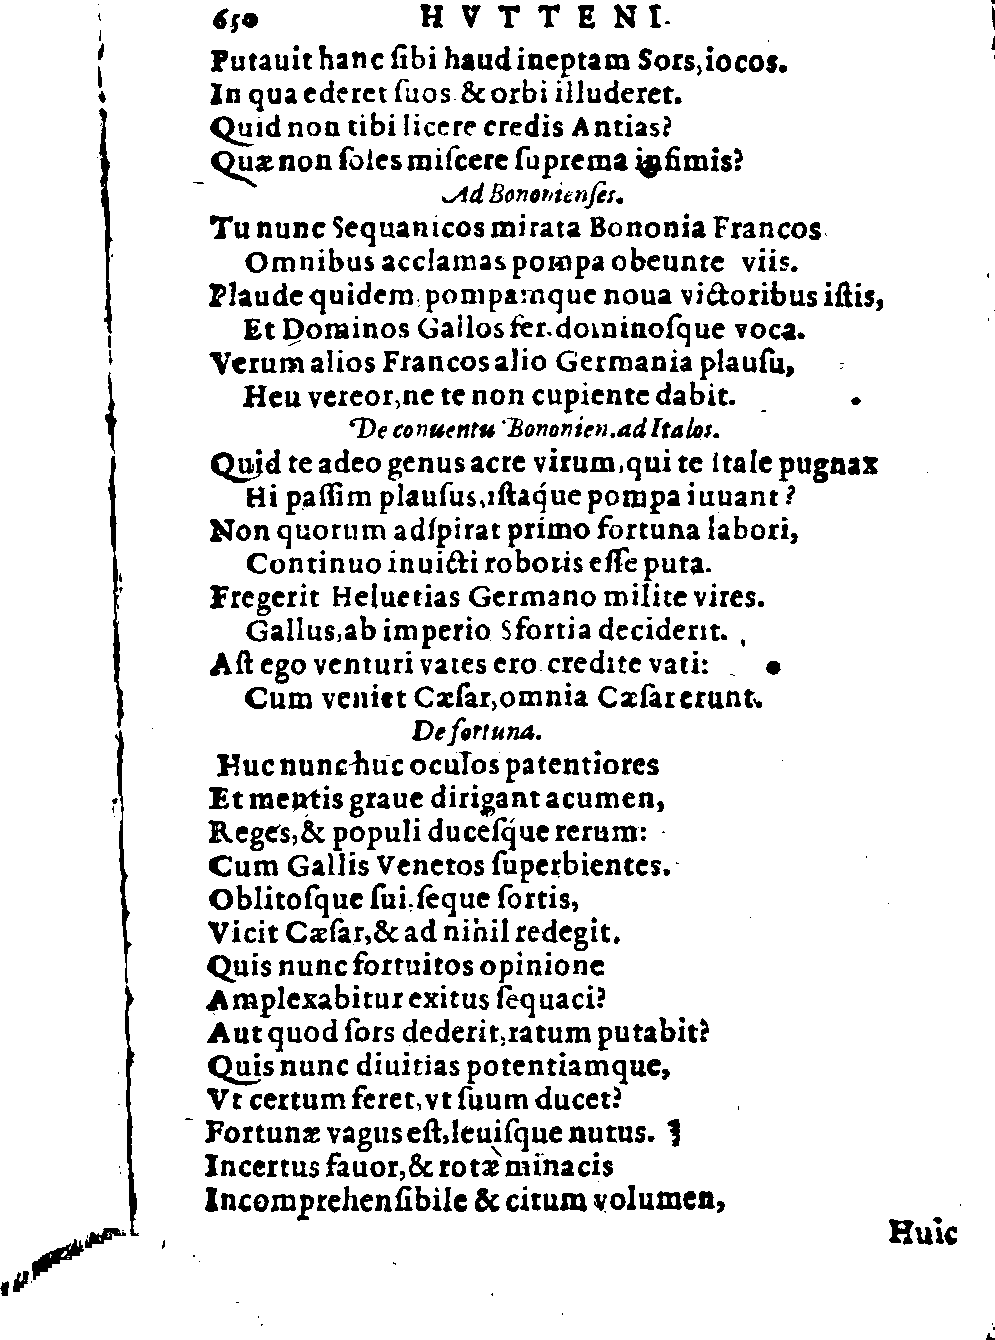 650 HVTTENI.
Putauit hanc ſibi haud ineptam Sors, iocos.
In qua ederet ſuos & orbi illuderet.
Quid non tibi licere credis Antias?
Quæ non ſoles miſcere ſuprema infimis?
Ad Bononienſes.
Tu nunc Sequanicos mirata Bononia Francos
Omnibus acclamas pompa obeunte viis.
Plaude quidem, pompamque noua victoribus iſtis,
Et Dominos Gallos fer. dominoſque voca.
Verum alios Francos alio Germania plauſu,
Heu vereor, ne te non cupiente dabit.
De conuentu Bononien. ad Italos.
Quid te adeo genus acre virum, qui te Itale pugnax
Hi paſſim plauſus, iſtaq́ue pompa iuuant?
Non quorum adſpirat primo fortuna labori,
Continuo inuicti roboris eſſe puta.
Fregerit Heluetias Germano milite vires.
Gallus, ab imperio Sfortia deciderit.
Aſt ego venturi vates ero credite vati:
Cum veniet Cæſar, omnia Cæſar erunt.
De fortuna.
Huc nunc huc oculos patentiores
Et mentis graue dirigant acumen,
Reges, & populi duceſq́ue rerum:
Cum Gallis Venetos ſuperbientes.
Oblitoſque ſui. ſeque ſortis,
Vicit Cæſar, & ad nihil redegit.
Quis nunc fortuitos opinione
Amplexabitur exitus ſequaci?
Aut quod ſors dederit, ratum putabit?
Quis nunc diuitias potentiamque,
Vt certum feret, vt ſuum ducet?
Fortunæ vagus eſt, leuiſque nutus.
Incertus fauor, & rotæ minacis
Incomprehenſibile & citum volumen,
Huic